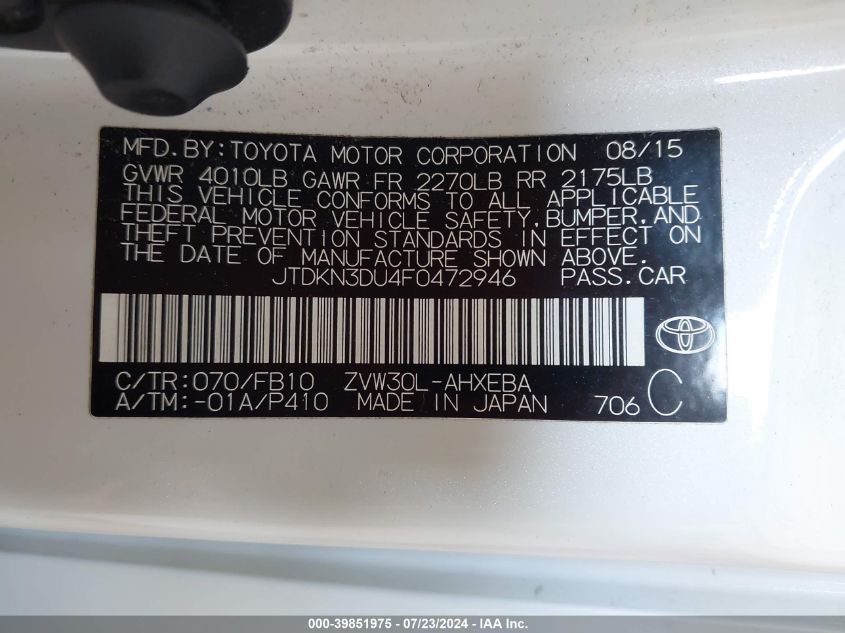 MFD.BY:TOYOTA MOTOR CORPORATION 08/15
GVWR 4010LB GAWR FR 2270LB RR 2175LB
THIS VEHICLE CONFORMS TO ALL APPLICABLE
FEDERAL MOTOR VEHICLE SAFETY,BUMPER,AND
THEFT PREVENTION STANDARDS IN EFFECT ON
THE DATE OF MANUFACTURE SHOWN ABOVE.
JTDKN3DU4F0472946 PASS.CAR
C/TR:070/FB10 ZVW30L-AHXEBA
A/TM:-01A/P410 MADE IN JAPAN 706 C
000-39851975 / 07/23/2024 - IAA Inc.